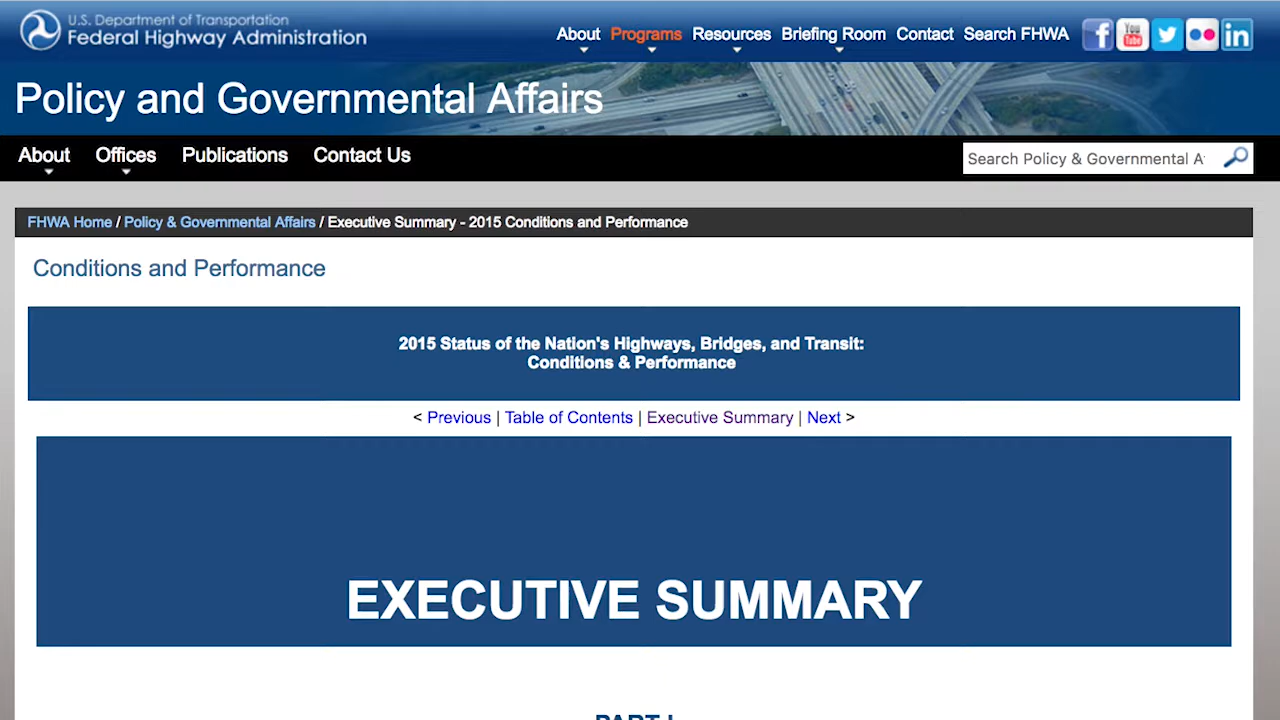 U.S. Department of Transportation
Federal Highway Administration
About Programs Resources Briefing Room Contact Search FHWA
Policy and Governmental Affairs
About Offices Publications Contact Us
Search Policy & Governmental A
FHWA Home / Policy & Governmental Affairs / Executive Summary - 2015 Conditions and Performance
Conditions and Performance
2015 Status of the Nation's Highways, Bridges, and Transit:
Conditions & Performance
< Previous | Table of Contents | Executive Summary | Next >
EXECUTIVE SUMMARY
PART I